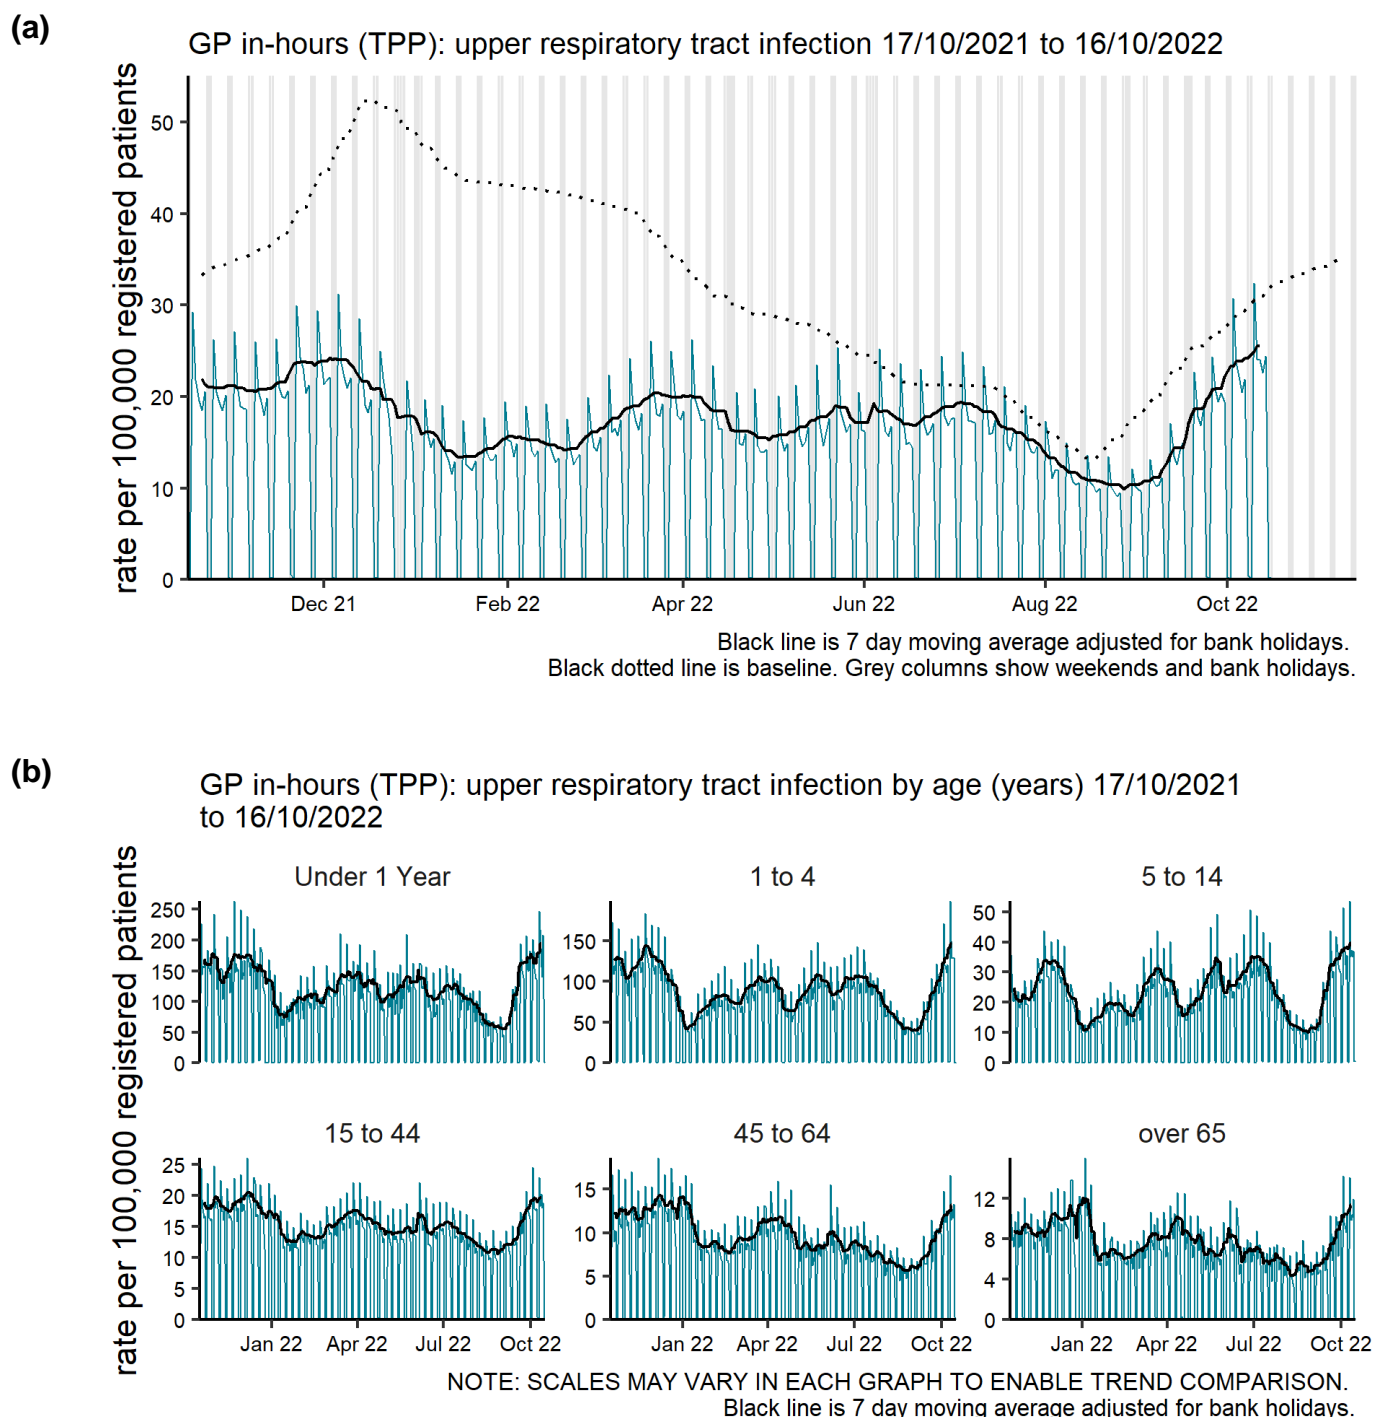 (a)
GP in-hours (TPP): upper respiratory tract infection 17/10/2021 to 16/10/2022
rate per 100,000 registered patients
50
40
30
20
10
0
Dec 21 Feb 22 Apr 22 Jun 22 Aug 22 Oct 22
Black line is 7 day moving average adjusted for bank holidays.
Black dotted line is baseline. Grey columns show weekends and bank holidays.
(b)
GP in-hours (TPP): upper respiratory tract infection by age (years) 17/10/2021
to 16/10/2022
rate per 100,000 registered patients
Under 1 Year
250
200
150
100
50
0
1 to 4
150
100
50
0
5 to 14
50
40
30
20
10
0
15 to 44
25
20
15
10
5
0
Jan 22 Apr 22 Jul 22 Oct 22
45 to 64
15
10
5
0
Jan 22 Apr 22 Jul 22 Oct 22
over 65
12
8
4
0
Jan 22 Apr 22 Jul 22 Oct 22
NOTE: SCALES MAY VARY IN EACH GRAPH TO ENABLE TREND COMPARISON.
Black line is 7 day moving average adjusted for bank holidays.